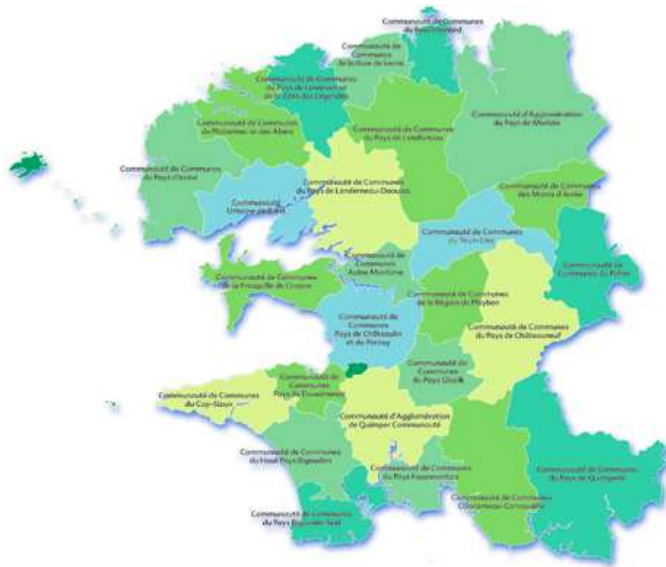 Communauté de Communes
du Pays Léonard
Communauté de
Communes
de la Baie de Kernic
Communauté de Communes
du Pays de Lesneven et
de la Côte des Légendes
Communauté d'Agglomération
du Pays de Morlaix
Communauté de Communes
de Plabennec et des Abers
Communauté de Communes
du Pays de Landivisiau
Communauté de Communes
du Pays d'Iroise
Communauté de Communes
du Pays de Landerneau-Daoulas
Communauté de Communes
des Monts d'Arrée
Communauté
Urbaine de Brest
Communauté de Communes
du Yeun Elez
Communauté de
Communes
Aulne Maritime
Communauté de
Communes du Poher
Communauté de Communes
de la Presqu'île de Crozon
Communauté de Communes
de la Région de Pleyben
Communauté de
Communes
Pays de Châteaulin
et du Porzay
Communauté de Communes
du Pays de Châteauneuf
Communauté de
Communes
du Pays Glazik
Communauté de
Communes
Pays de Douarnenez
Communauté de Communes
du Cap-Sizun
Communauté d'Agglomération
de Quimper Communauté
Communauté de Communes
du Haut Pays Bigouden
Communauté de Communes
du Pays Fouesnantais
Communauté de Communes
du Pays de Quimperlé
Communauté de Communes
Concarneau-Cornouaille
Communauté de Communes
du Pays Bigouden Sud